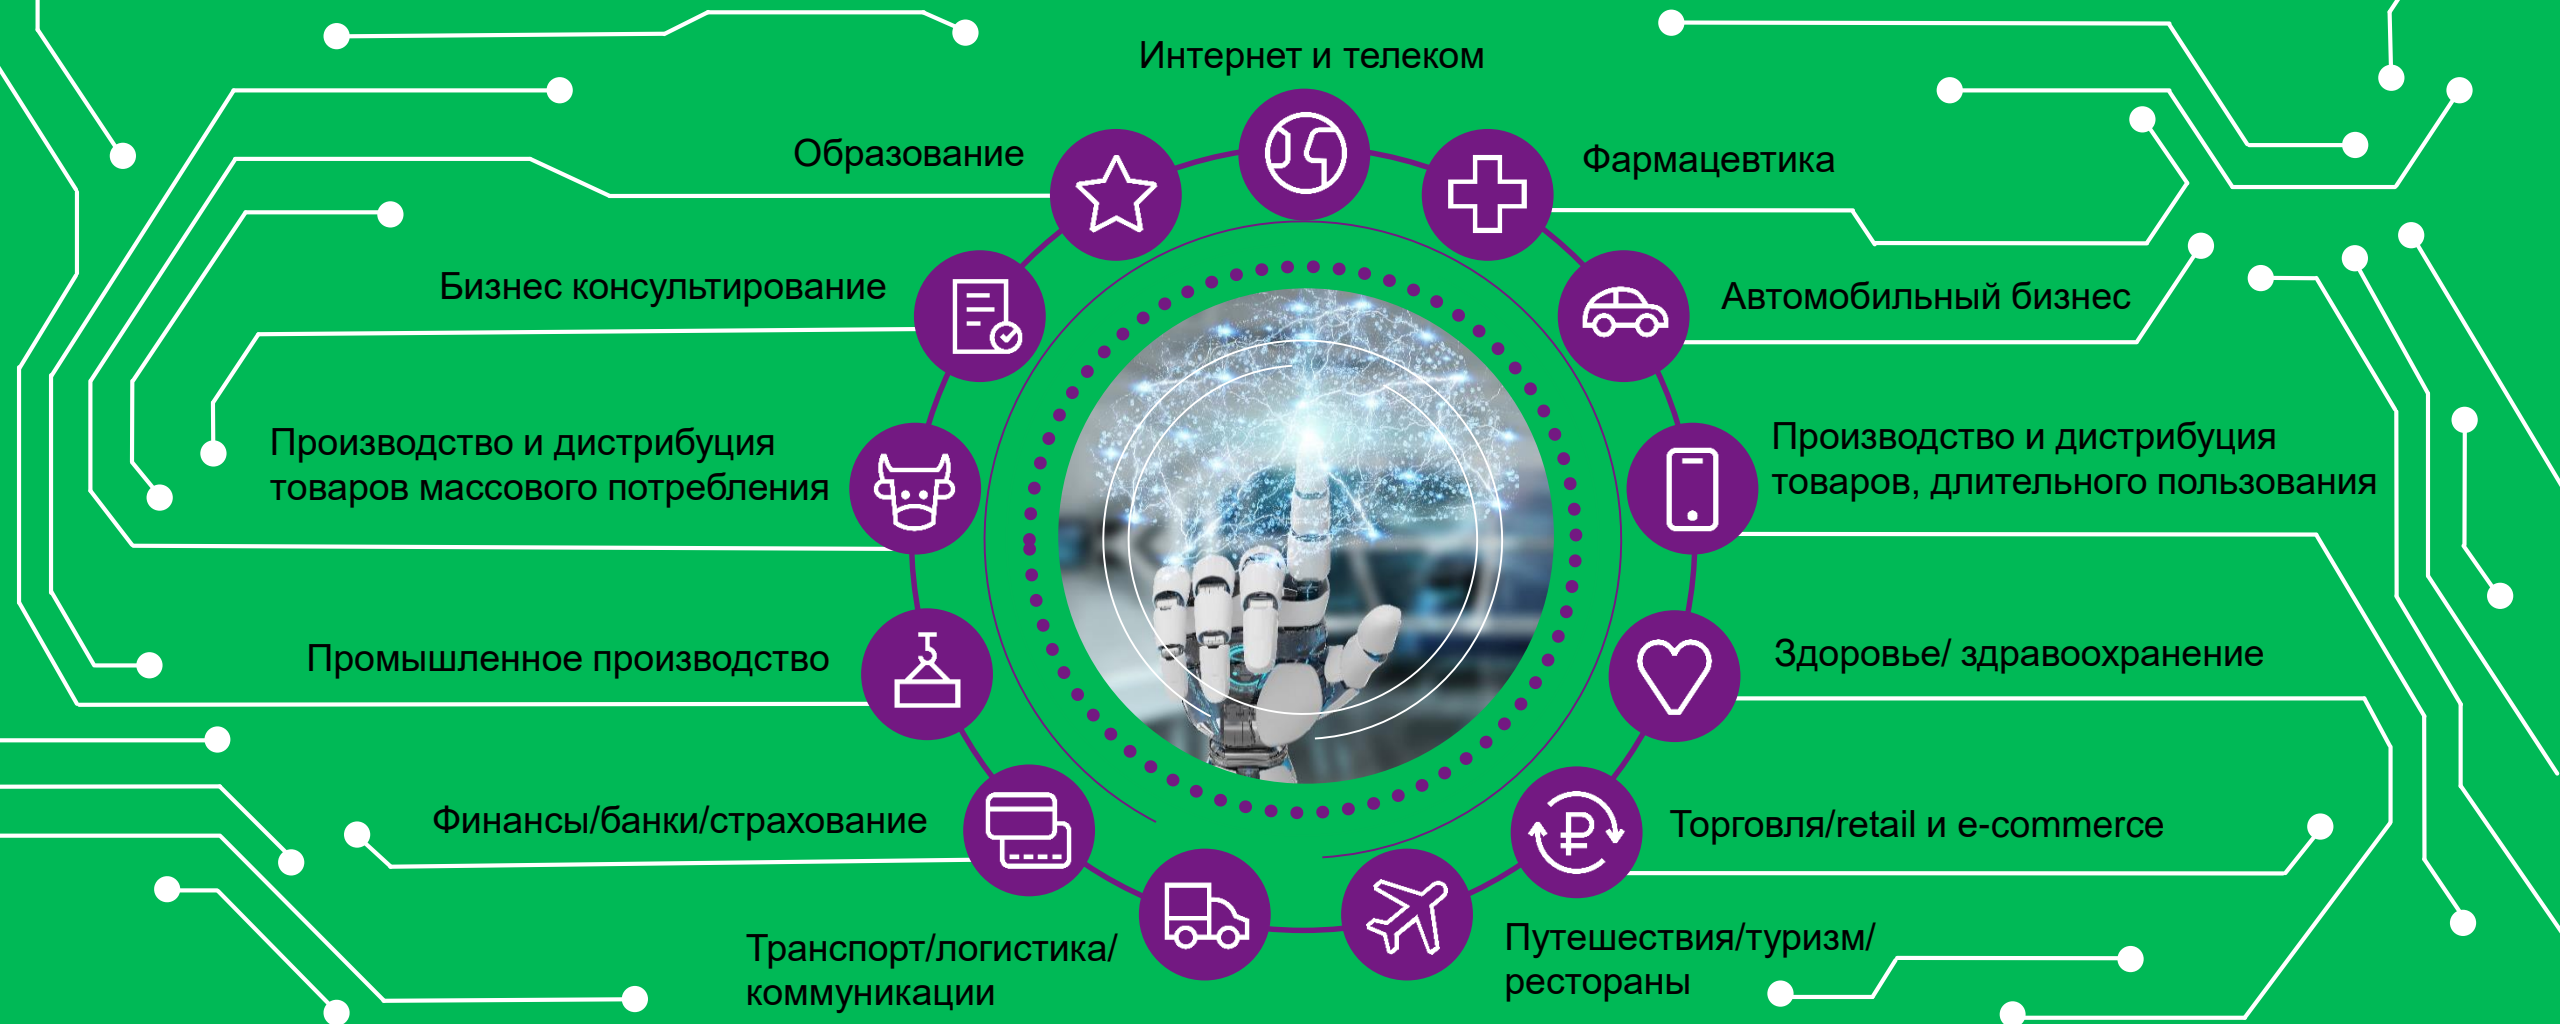 Интернет и телеком
Образование
Фармацевтика
Бизнес консультирование
Автомобильный бизнес
Производство и дистрибуция
товаров массового потребления
Производство и дистрибуция
товаров, длительного пользования
Промышленное производство
Здоровье/ здравоохранение
Финансы/банки/страхование
Торговля/retail и e-commerce
Транспорт/логистика/
коммуникации
Путешествия/туризм/
рестораны